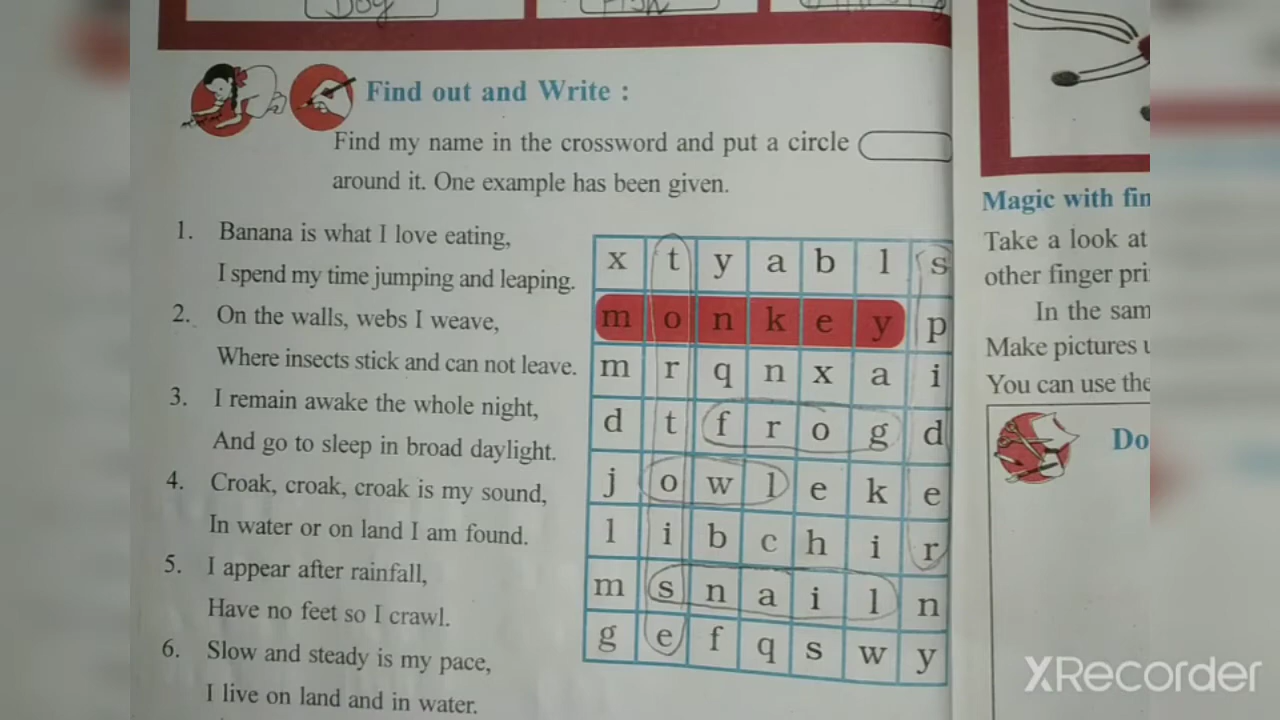 Dog
Fish
Find out and Write :
Find my name in the crossword and put a circle
around it. One example has been given.
1. Banana is what I love eating,
I spend my time jumping and leaping.
2. On the walls, webs I weave,
Where insects stick and can not leave.
3. I remain awake the whole night,
And go to sleep in broad daylight.
4. Croak, croak, croak is my sound,
In water or on land I am found.
5. I appear after rainfall,
Have no feet so I crawl.
6. Slow and steady is my pace,
I live on land and in water.
x t y a b l s
m o n k e y p
m r q n x a i
d t f r o g d
j o w l e k e
l i b c h i r
m s n a i l n
g e f q s w y
Magic with fin
Take a look at
other finger pri
In the sam
Make pictures u
You can use the
Do
XRecorder